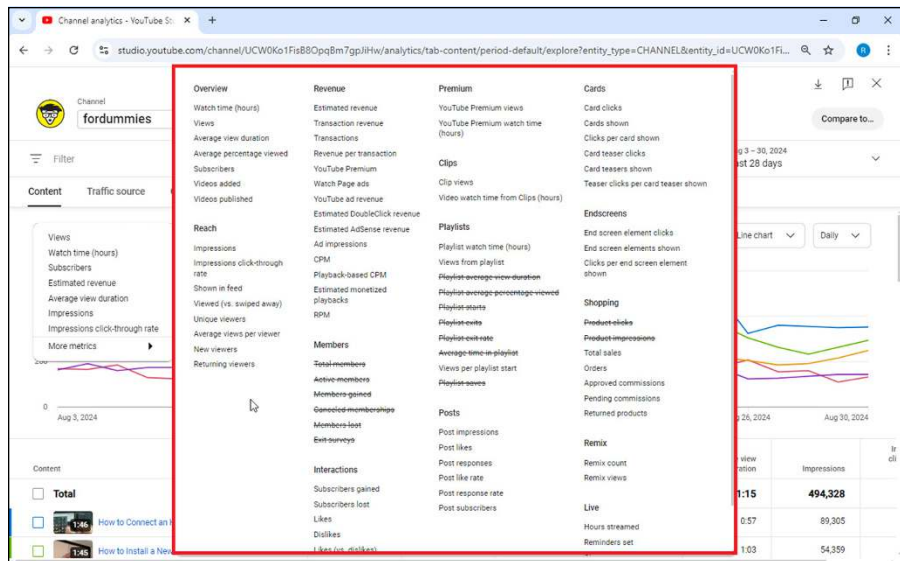 Channel analytics - YouTube St
studio.youtube.com/channel/UCW0Ko1FisB8OpqBm7gpJiHw/analytics/tab-content/period-default/explore?entity_type=CHANNEL&entity_id=UCW0Ko1Fi...
R
Channel
fordummies
Compare to...
Filter
Aug 3 – 30, 2024
Last 28 days
Content
Traffic source
Views
Watch time (hours)
Subscribers
Estimated revenue
Average view duration
Impressions
Impressions click-through rate
More metrics
Overview
Watch time (hours)
Views
Average view duration
Average percentage viewed
Subscribers
Videos added
Videos published
Reach
Impressions
Impressions click-through
rate
Shown in feed
Viewed (vs. swiped away)
Unique viewers
Average views per viewer
New viewers
Returning viewers
Revenue
Estimated revenue
Transaction revenue
Transactions
Revenue per transaction
YouTube Premium
Watch Page ads
YouTube ad revenue
Estimated DoubleClick revenue
Estimated AdSense revenue
Ad impressions
CPM
Playback-based CPM
Estimated monetized
playbacks
RPM
Members
Total members
Active members
Members gained
Canceled memberships
Members lost
Exit surveys
Interactions
Subscribers gained
Subscribers lost
Likes
Dislikes
Likes (vs. dislikes)
Premium
YouTube Premium views
YouTube Premium watch time
(hours)
Clips
Clip views
Video watch time from Clips (hours)
Playlists
Playlist watch time (hours)
Views from playlist
Playlist average view duration
Playlist average percentage viewed
Playlist starts
Playlist exits
Playlist exit rate
Average time in playlist
Views per playlist start
Playlist saves
Posts
Post impressions
Post likes
Post responses
Post like rate
Post response rate
Post subscribers
Cards
Card clicks
Cards shown
Clicks per card shown
Card teaser clicks
Card teasers shown
Teaser clicks per card teaser shown
Endscreens
End screen element clicks
End screen elements shown
Clicks per end screen element
shown
Shopping
Product clicks
Product impressions
Total sales
Orders
Approved commissions
Pending commissions
Returned products
Remix
Remix count
Remix views
Live
Hours streamed
Reminders set
Line chart
Daily
200
0
Aug 3, 2024
26, 2024
Aug 30, 2024
Content
view
ration
Impressions
Ir
cli
Total
1:15
494,328
1:46
How to Connect an
0:57
89,305
1:45
How to Install a New
1:03
54,359